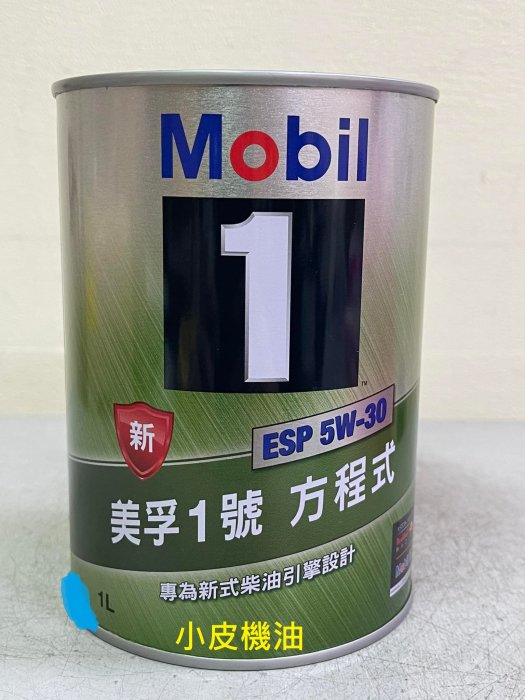 Mobil
1
TM
新
ESP 5W-30
美孚1號 方程式
專為新式柴油引擎設計
1L
小皮機油